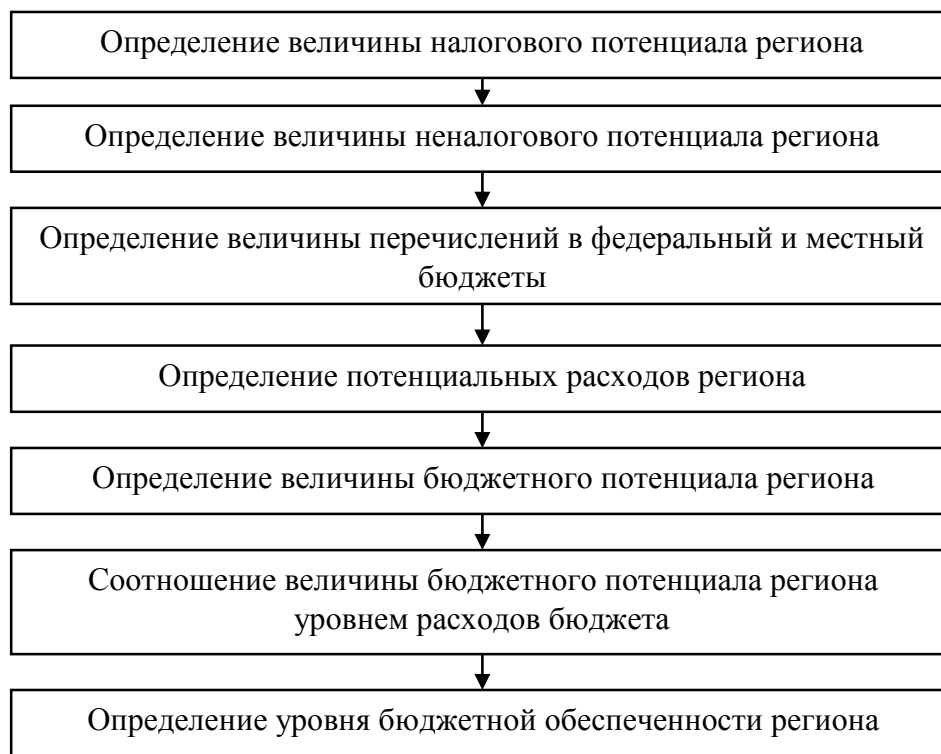 Определение величины налогового потенциала региона
Определение величины неналогового потенциала региона
Определение величины перечислений в федеральный и местный
бюджеты
Определение потенциальных расходов региона
Определение величины бюджетного потенциала региона
Соотношение величины бюджетного потенциала региона
уровнем расходов бюджета
Определение уровня бюджетной обеспеченности региона